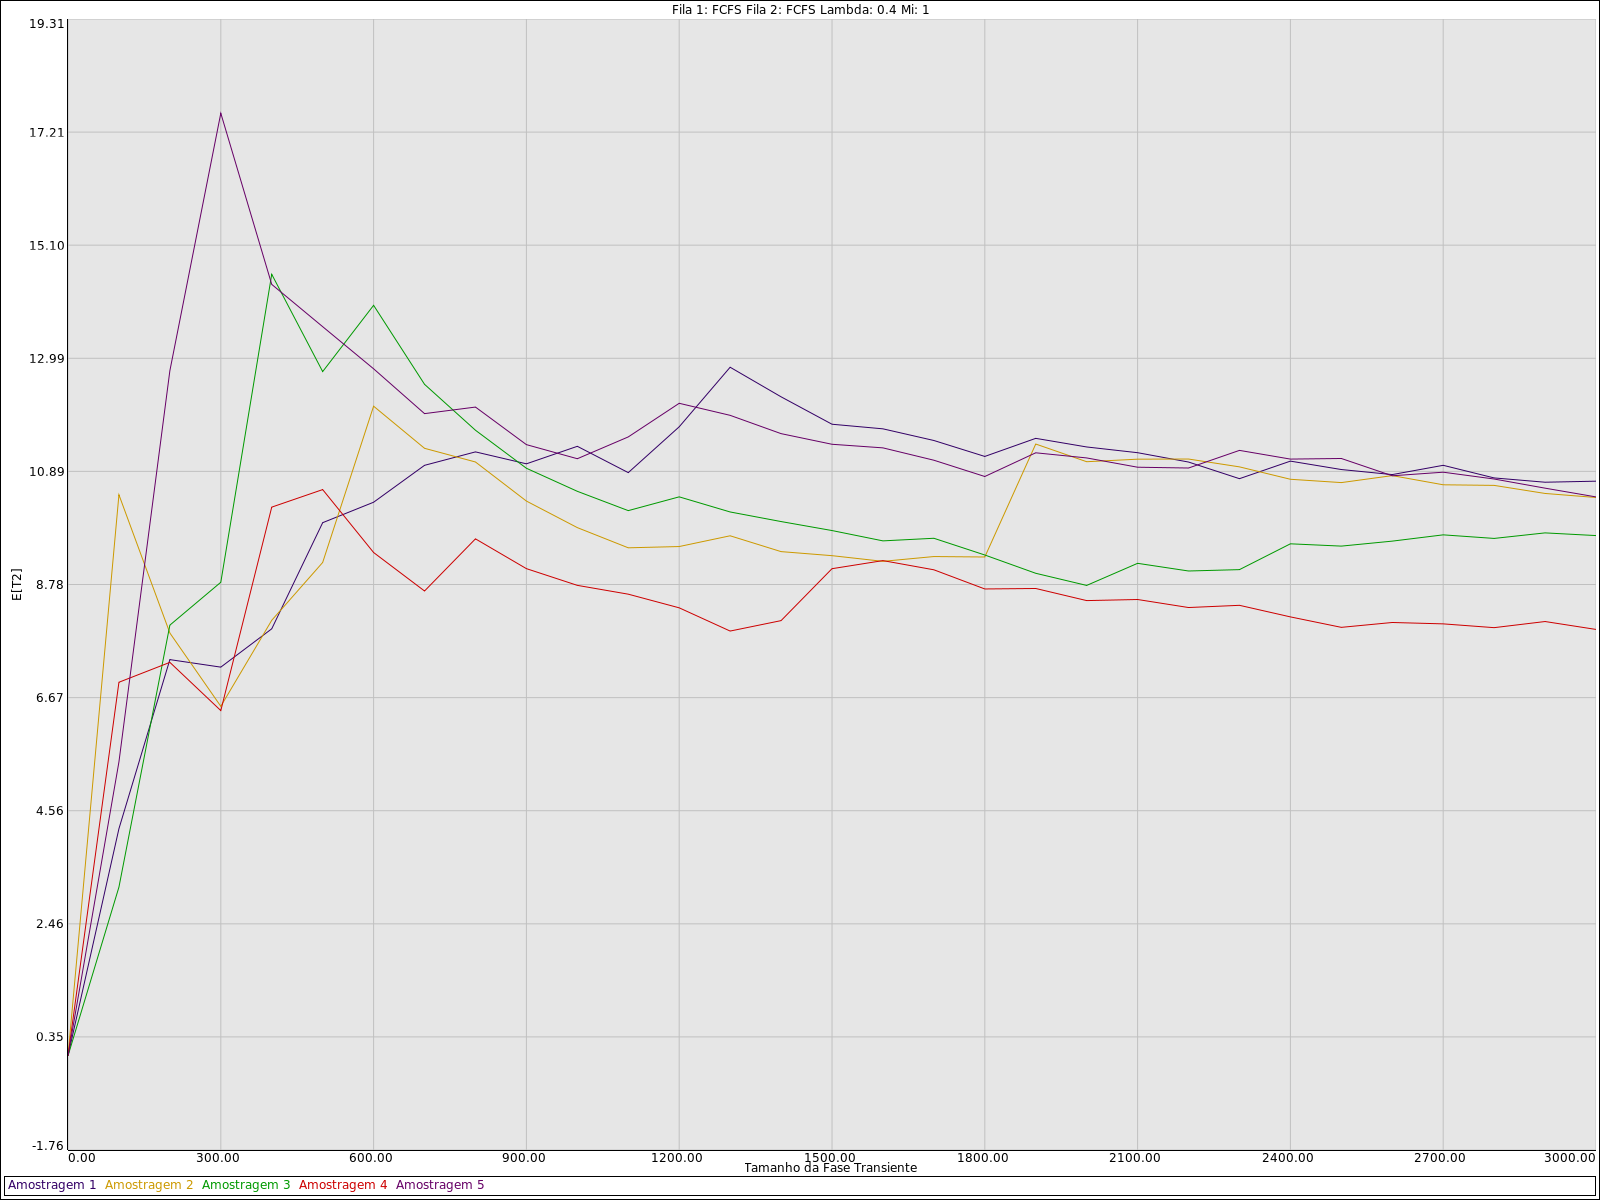 Fila 1: FCFS Fila 2: FCFS Lambda: 0.4 Mi: 1
19.31
17.21
15.10
12.99
10.89
8.78
6.67
4.56
2.46
0.35
-1.76
E[T2]
0.00 300.00 600.00 900.00 1200.00 1500.00 1800.00 2100.00 2400.00 2700.00 3000.00
Tamanho da Fase Transiente
Amostragem 1 Amostragem 2 Amostragem 3 Amostragem 4 Amostragem 5